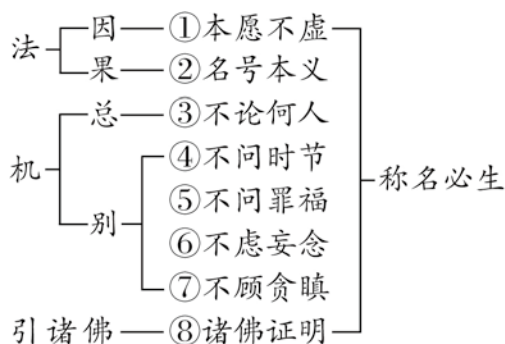 法 因 ①本愿不虚
果 ②名号本义
总 ③不论何人
机 ④不问时节
称名必生
⑤不问罪福
别 ⑥不虑妄念
⑦不顾贪瞋
引诸佛 ⑧诸佛证明